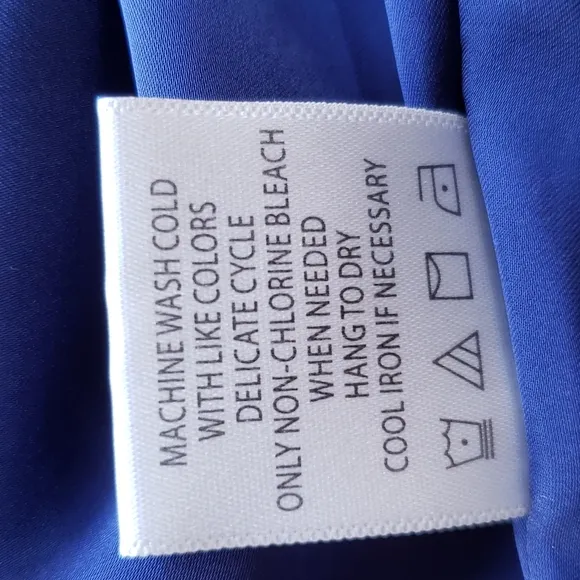 MACHINE WASH COLD
WITH LIKE COLORS
DELICATE CYCLE
ONLY NON-CHLORINE BLEACH
WHEN NEEDED
HANG TO DRY
COOL IRON IF NECESSARY